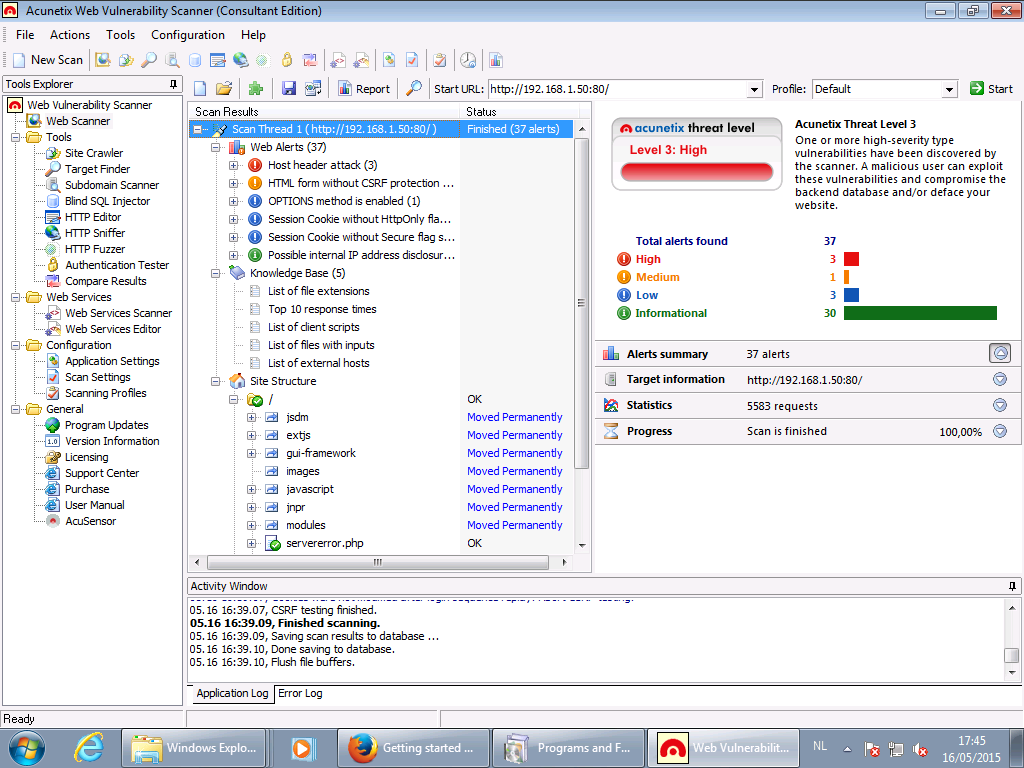 Acunetix Web Vulnerability Scanner (Consultant Edition)
File Actions Tools Configuration Help
New Scan
Tools Explorer
Web Vulnerability Scanner
Web Scanner
Tools
Site Crawler
Target Finder
Subdomain Scanner
Blind SQL Injector
HTTP Editor
HTTP Sniffer
HTTP Fuzzer
Authentication Tester
Compare Results
Web Services
Web Services Scanner
Web Services Editor
Configuration
Application Settings
Scan Settings
Scanning Profiles
General
Program Updates
Version Information
Licensing
Support Center
Purchase
User Manual
AcuSensor
Report Start URL: http://192.168.1.50:80/ Profile: Default Start
Scan Results Status
Scan Thread 1 ( http://192.168.1.50:80/ ) Finished (37 alerts)
Web Alerts (37)
Host header attack (3)
HTML form without CSRF protection ...
OPTIONS method is enabled (1)
Session Cookie without HttpOnly fla...
Session Cookie without Secure flag s...
Possible internal IP address disclosur...
Knowledge Base (5)
List of file extensions
Top 10 response times
List of client scripts
List of files with inputs
List of external hosts
Site Structure
/ OK
jsdm Moved Permanently
extjs Moved Permanently
gui-framework Moved Permanently
images Moved Permanently
javascript Moved Permanently
jnpr Moved Permanently
modules Moved Permanently
servererror.php OK
acunetix threat level
Level 3: High
Acunetix Threat Level 3
One or more high-severity type
vulnerabilities have been discovered by
the scanner. A malicious user can exploit
these vulnerabilities and compromise the
backend database and/or deface your
website.
Total alerts found 37
High 3
Medium 1
Low 3
Informational 30
Alerts summary 37 alerts
Target information http://192.168.1.50:80/
Statistics 5583 requests
Progress Scan is finished 100,00%
Activity Window
05.16 16:39.07, CSRF testing finished.
05.16 16:39.09, Finished scanning.
05.16 16:39.09, Saving scan results to database ...
05.16 16:39.10, Done saving to database.
05.16 16:39.10, Flush file buffers.
Application Log Error Log
Ready
Windows Explo... Getting started ... Programs and F... Web Vulnerabilit... NL 17:45
16/05/2015